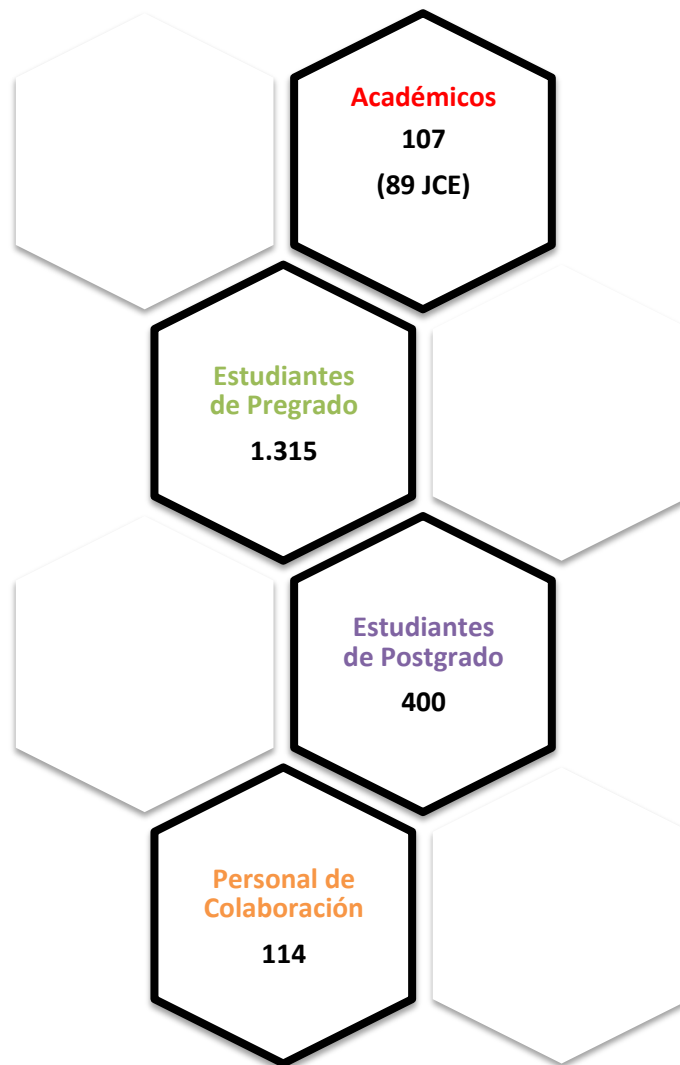 Académicos
107
(89 JCE)
Estudiantes
de Pregrado
1.315
Estudiantes
de Postgrado
400
Personal de
Colaboración
114